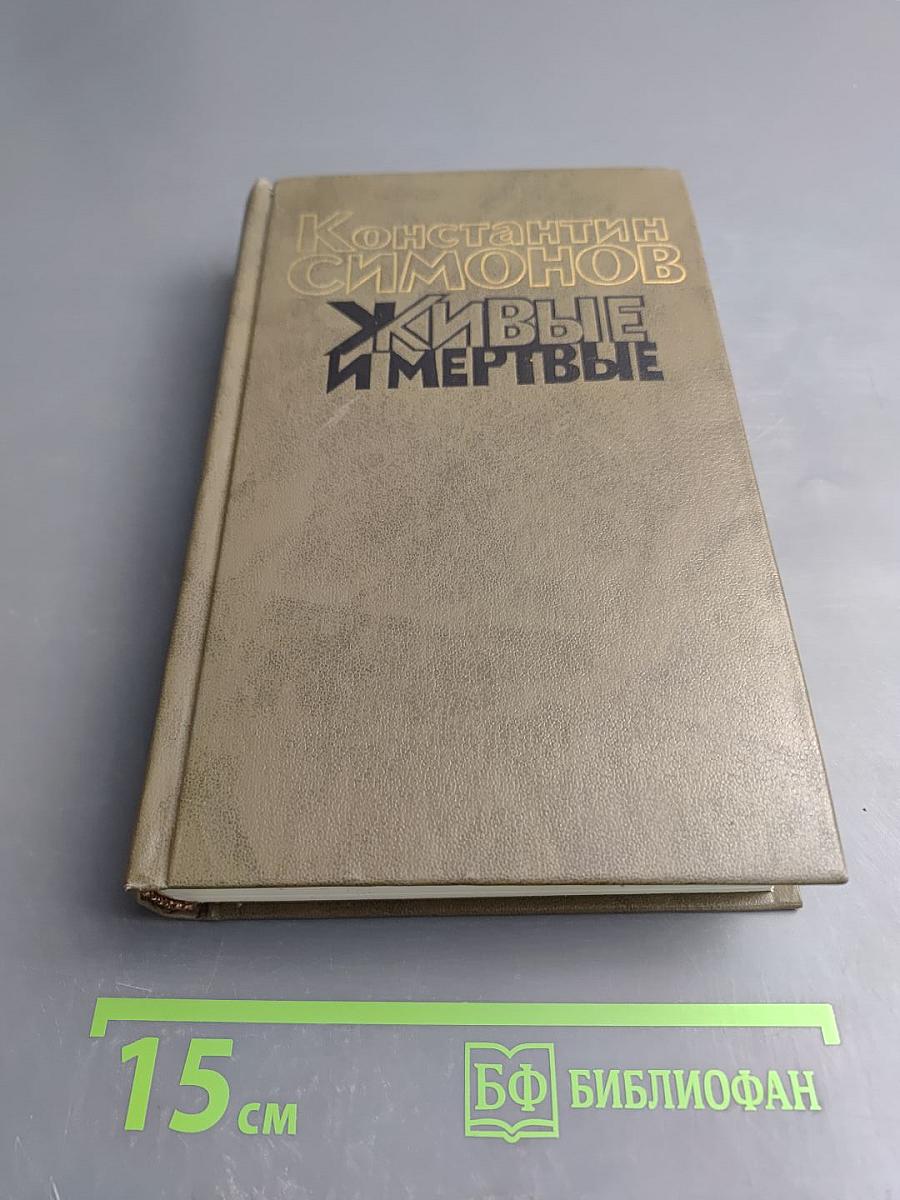 Константин
СИМОНОВ
ЖИВЫЕ
И МЕРТВЫЕ
15 см
БФ БИБЛИОФАН